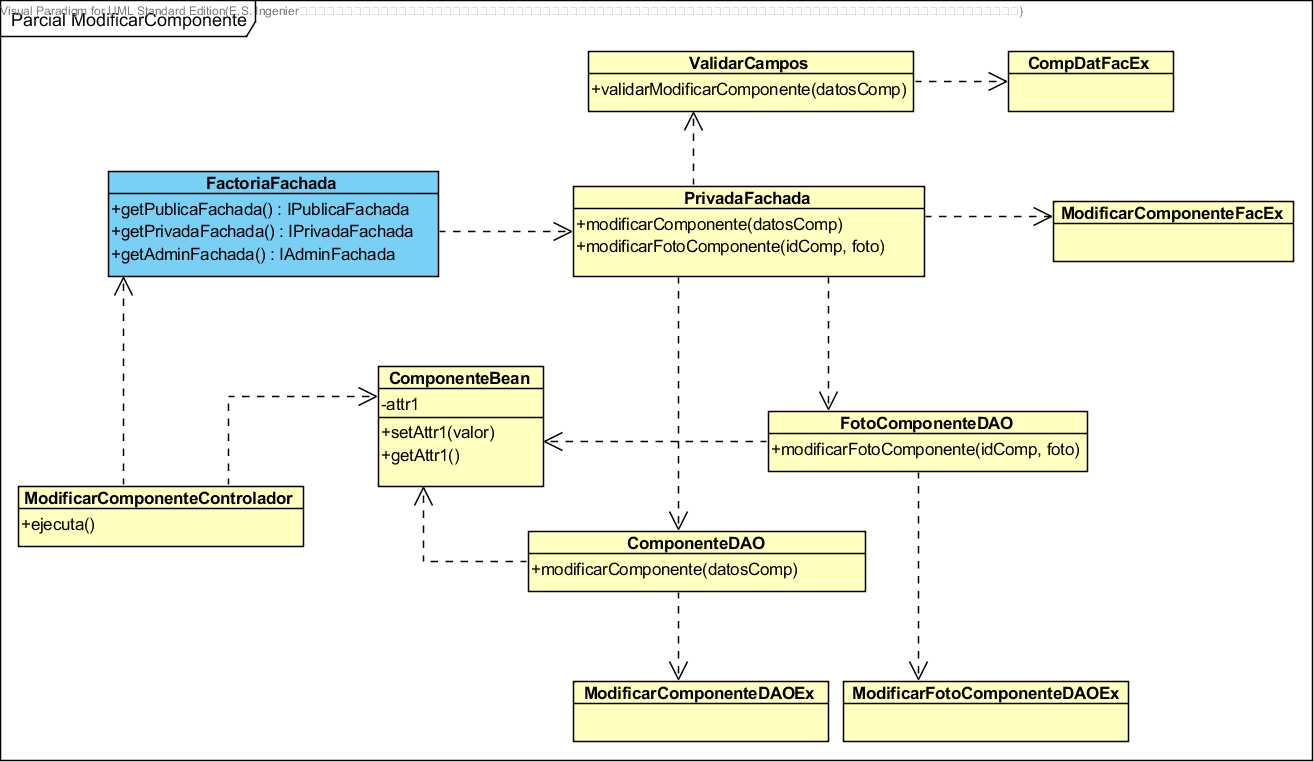 Visual Paradigm for UML Standard Edition(E.S. Ingenier
Parcial ModificarComponente
ValidarCampos
+validarModificarComponente(datosComp)
CompDatFacEx
FactoriaFachada
+getPublicaFachada() : IPublicaFachada
+getPrivadaFachada() : IPrivadaFachada
+getAdminFachada() : IAdminFachada
PrivadaFachada
+modificarComponente(datosComp)
+modificarFotoComponente(idComp, foto)
ModificarComponenteFacEx
ComponenteBean
-attr1
+setAttr1(valor)
+getAttr1()
FotoComponenteDAO
+modificarFotoComponente(idComp, foto)
ModificarComponenteControlador
+ejecuta()
ComponenteDAO
+modificarComponente(datosComp)
ModificarComponenteDAOEx
ModificarFotoComponenteDAOEx